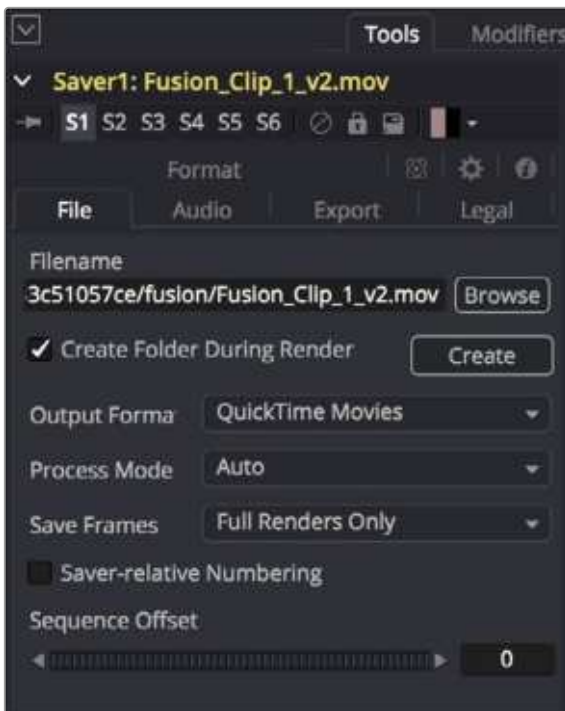 Tools Modifiers
Saver1: Fusion_Clip_1_v2.mov
S1 S2 S3 S4 S5 S6
Format
File Audio Export Legal
Filename
3c51057ce/fusion/Fusion_Clip_1_v2.mov Browse
Create Folder During Render Create
Output Forma QuickTime Movies
Process Mode Auto
Save Frames Full Renders Only
Saver-relative Numbering
Sequence Offset
0